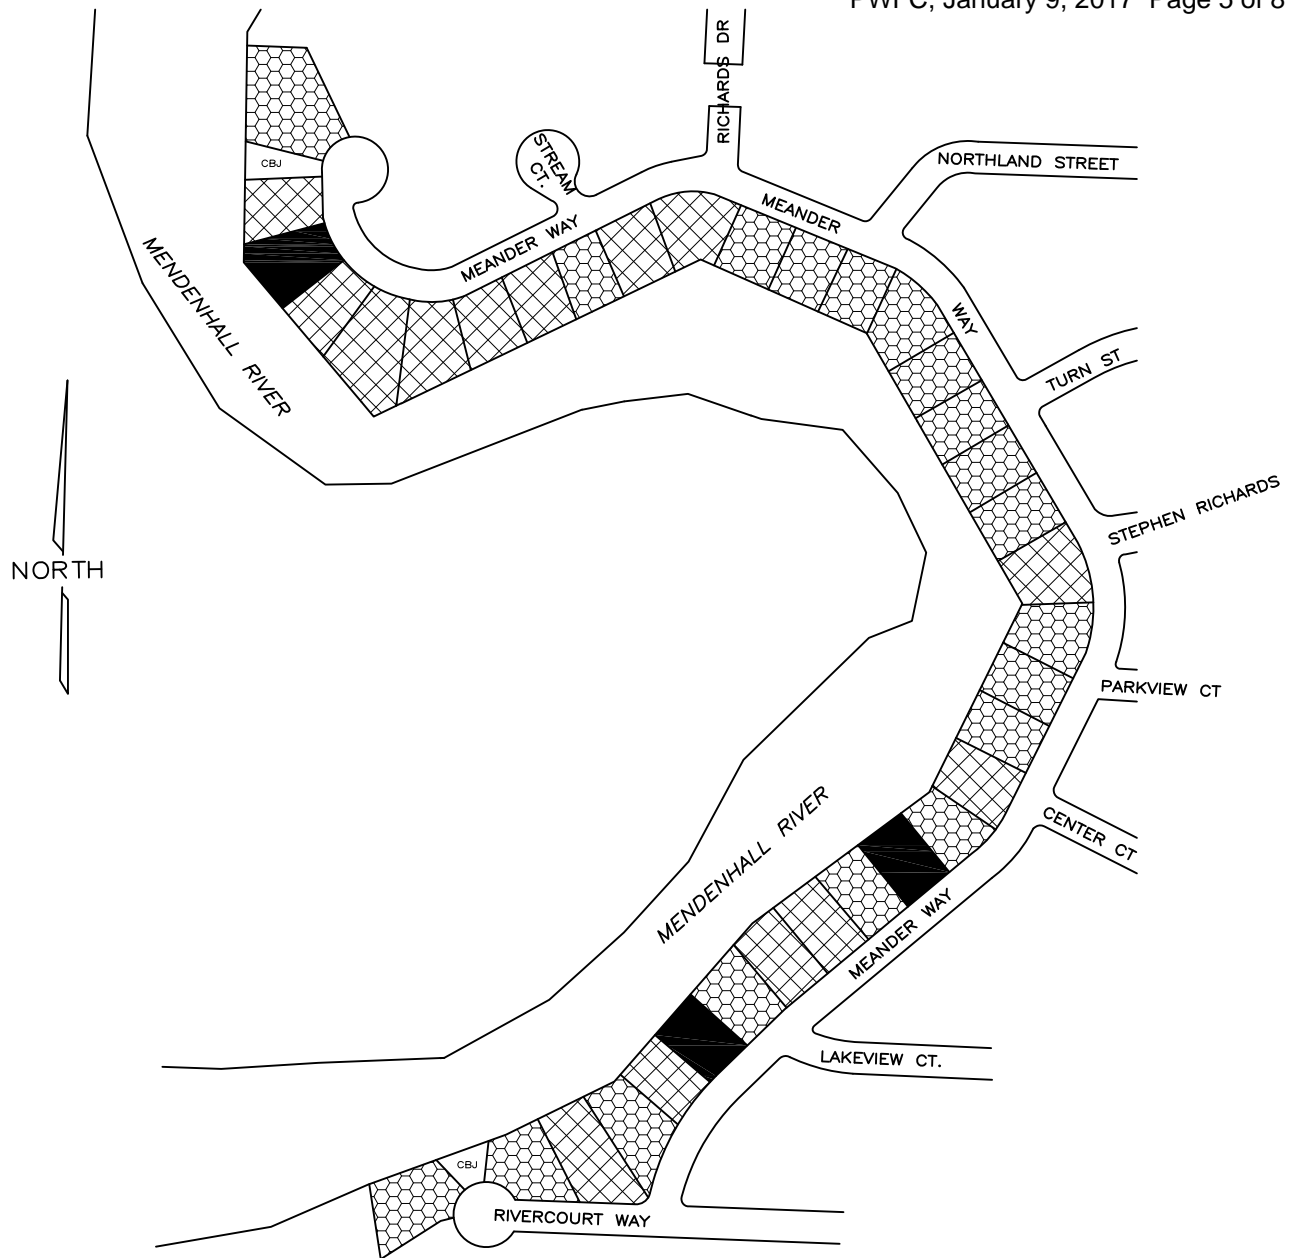 PWFC, January 9, 2017 Page 5 of 8
RICHARDS DR
CBJ
STREAM
CT.
NORTHLAND STREET
MEANDER
MEANDER WAY
MENDENHALL RIVER
WAY
TURN ST
STEPHEN RICHARDS
NORTH
PARKVIEW CT
MENDENHALL RIVER
CENTER CT
MEANDER WAY
LAKEVIEW CT.
CBJ
RIVERCOURT WAY